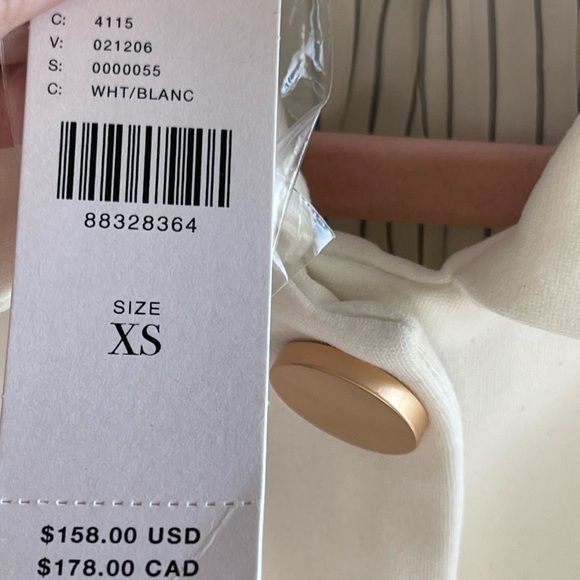 C: 4115
V: 021206
S: 0000055
C: WHT/BLANC
88328364
SIZE
XS
$158.00 USD
$178.00 CAD